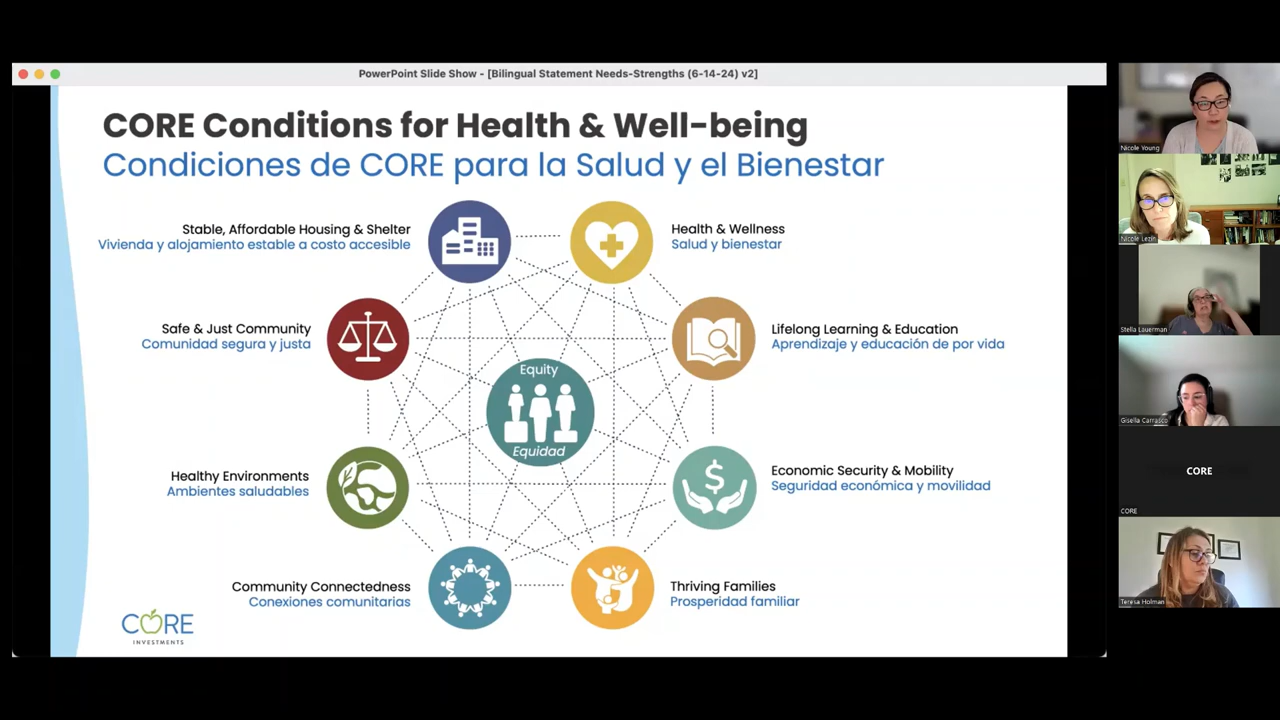 PowerPoint Slide Show - [Bilingual Statement Needs-Strengths (6-14-24) v2]
CORE Conditions for Health & Well-being
Condiciones de CORE para la Salud y el Bienestar
Stable, Affordable Housing & Shelter
Vivienda y alojamiento estable a costo accesible
Health & Wellness
Salud y bienestar
Safe & Just Community
Comunidad segura y justa
Lifelong Learning & Education
Aprendizaje y educación de por vida
Equity
Equidad
Healthy Environments
Ambientes saludables
Economic Security & Mobility
Seguridad económica y movilidad
Community Connectedness
Conexiones comunitarias
Thriving Families
Prosperidad familiar
CORE
INVESTMENTS
Nicole Young
Nicole Lezin
Stella Lauerman
Gisella Carrasco
CORE
CORE
Teresa Holman